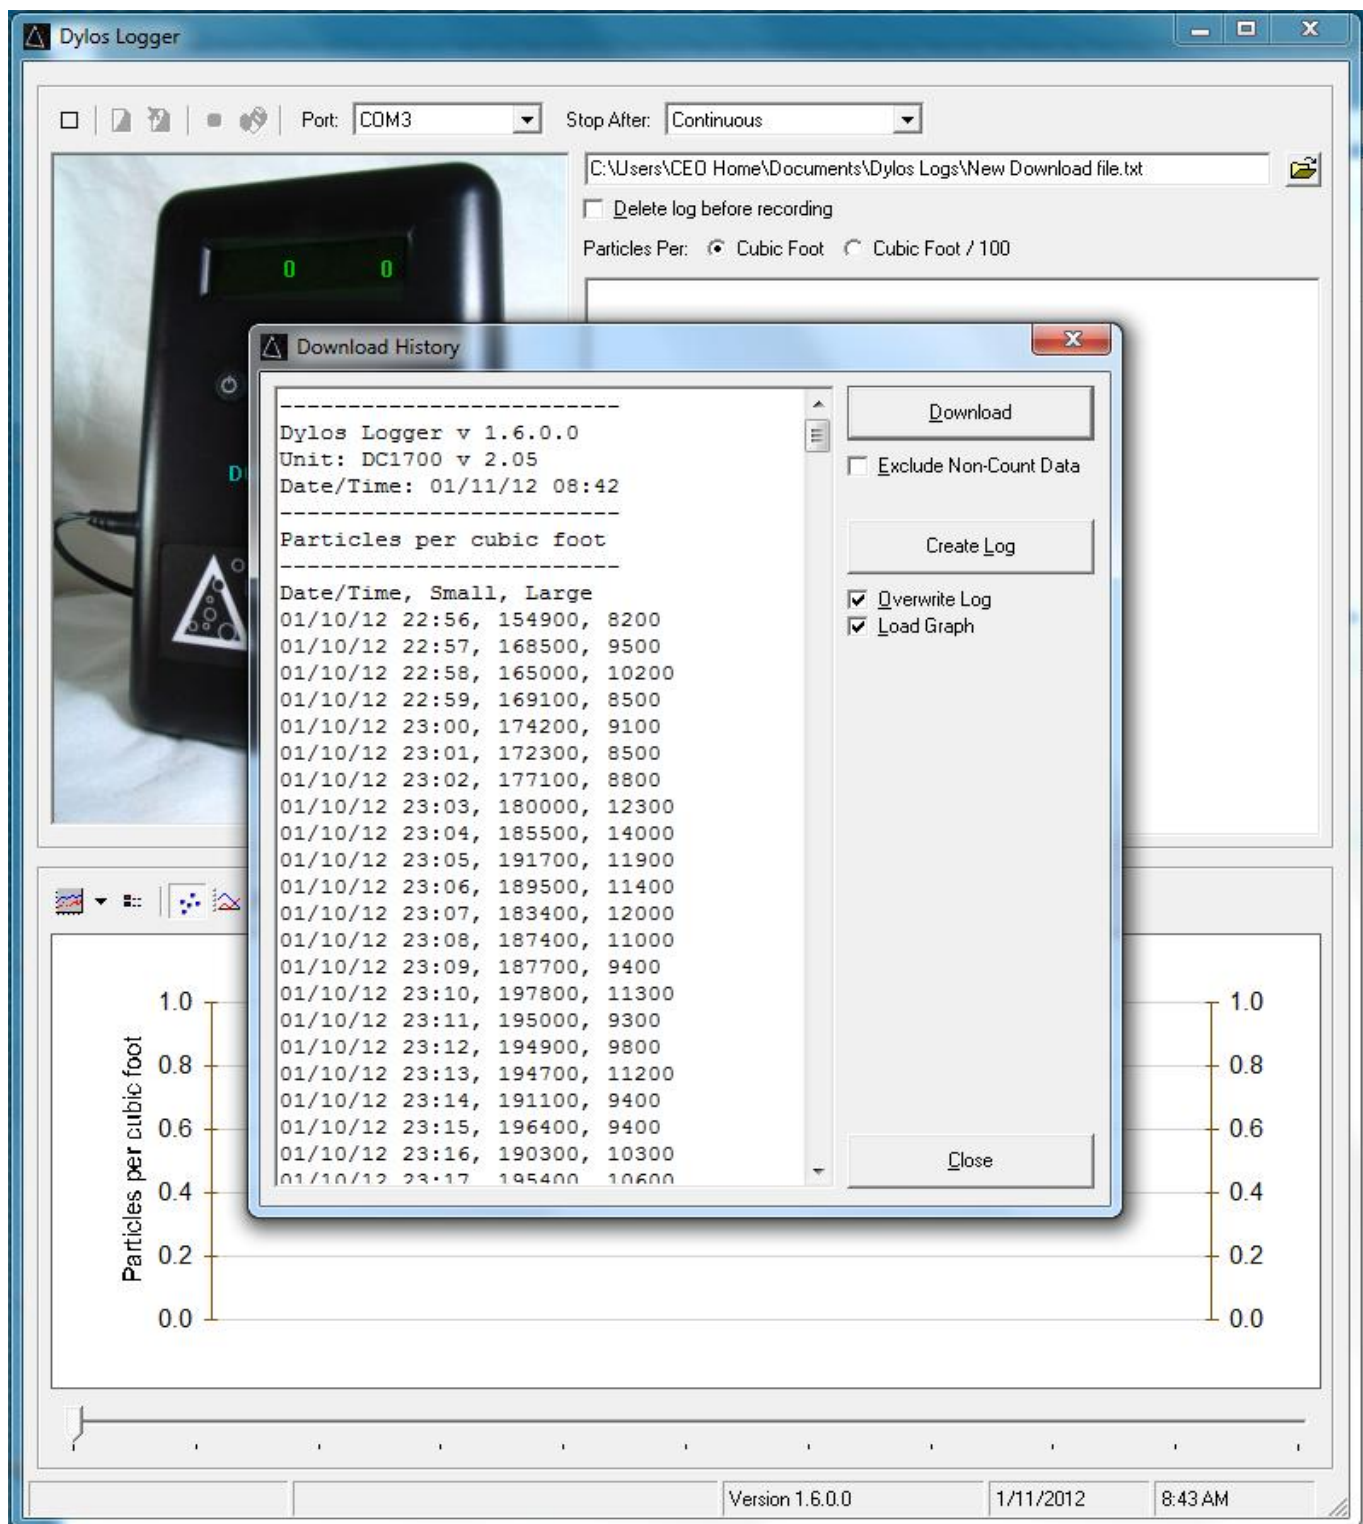 Dylos Logger
Port: COM3 Stop After: Continuous
C:\Users\CEO Home\Documents\Dylos Logs\New Download file.txt
Delete log before recording
Particles Per: Cubic Foot Cubic Foot / 100
0 0
D
Download History
-------------------------
Dylos Logger v 1.6.0.0
Unit: DC1700 v 2.05
Date/Time: 01/11/12 08:42
-------------------------
Particles per cubic foot
-------------------------
Date/Time, Small, Large
01/10/12 22:56, 154900, 8200
01/10/12 22:57, 168500, 9500
01/10/12 22:58, 165000, 10200
01/10/12 22:59, 169100, 8500
01/10/12 23:00, 174200, 9100
01/10/12 23:01, 172300, 8500
01/10/12 23:02, 177100, 8800
01/10/12 23:03, 180000, 12300
01/10/12 23:04, 185500, 14000
01/10/12 23:05, 191700, 11900
01/10/12 23:06, 189500, 11400
01/10/12 23:07, 183400, 12000
01/10/12 23:08, 187400, 11000
01/10/12 23:09, 187700, 9400
01/10/12 23:10, 197800, 11300
01/10/12 23:11, 195000, 9300
01/10/12 23:12, 194900, 9800
01/10/12 23:13, 194700, 11200
01/10/12 23:14, 191100, 9400
01/10/12 23:15, 196400, 9400
01/10/12 23:16, 190300, 10300
01/10/12 23:17, 195400, 10600
Download
Exclude Non-Count Data
Create Log
Overwrite Log
Load Graph
Close
Particles per cubic foot
1.0 1.0
0.8 0.8
0.6 0.6
0.4 0.4
0.2 0.2
0.0 0.0
Version 1.6.0.0 1/11/2012 8:43 AM